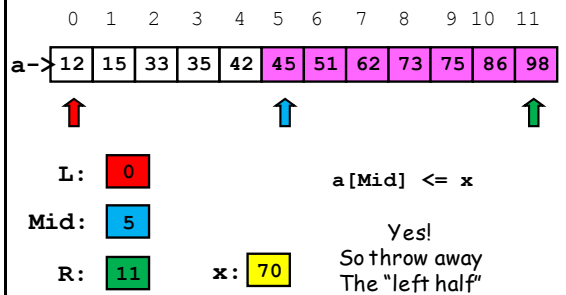 0 1 2 3 4 5 6 7 8 9 10 11
a-> 12 15 33 35 42 45 51 62 73 75 86 98
L: 0
a[Mid] <= x
Mid: 5
Yes!
So throw away
R: 11 x: 70 The “left half”